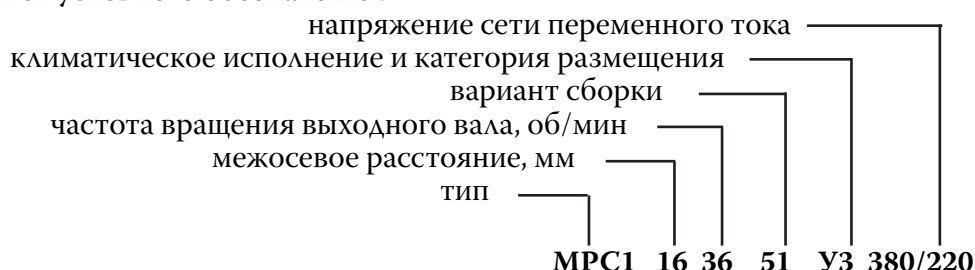 напряжение сети переменного тока
климатическое исполнение и категория размещения
вариант сборки
частота вращения выходного вала, об/мин
межосевое расстояние, мм
тип
МРС1 16 36 51 У3 380/220